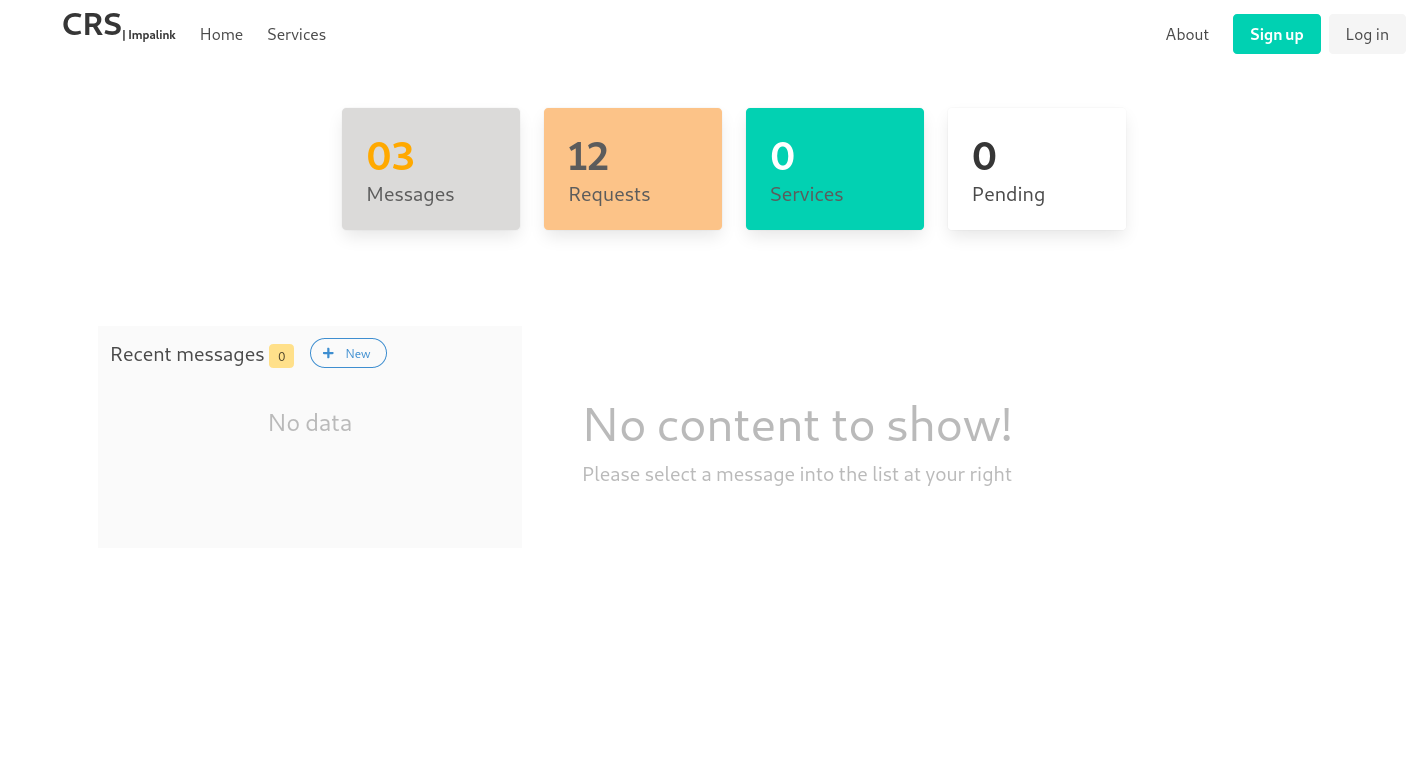 CRS | Impalink Home Services About Sign up Log in
03 12 0 0
Messages Requests Services Pending
Recent messages 0 + New
No data
No content to show!
Please select a message into the list at your right